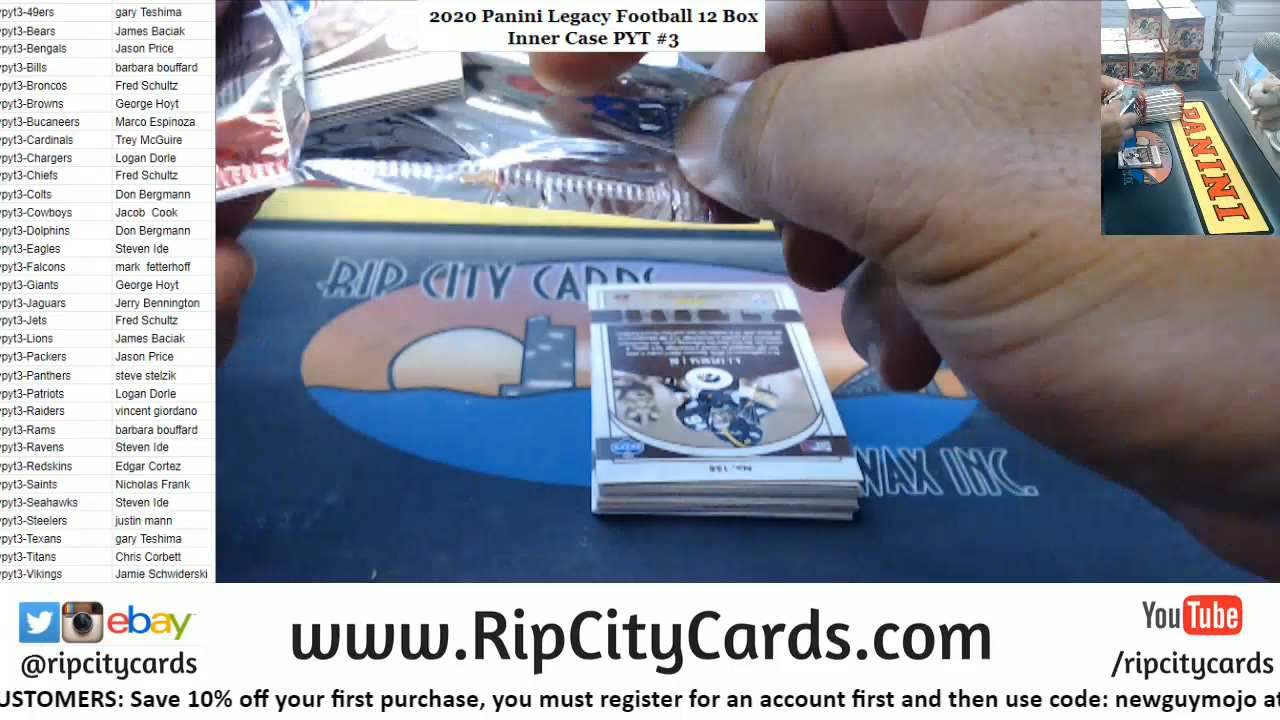 2020 Panini Legacy Football 12 Box
Inner Case PYT #3
pyt3-49ers gary Teshima
pyt3-Bears James Baciak
pyt3-Bengals Jason Price
pyt3-Bills barbara bouffard
pyt3-Broncos Fred Schultz
pyt3-Browns George Hoyt
pyt3-Bucaneers Marco Espinoza
pyt3-Cardinals Trey McGuire
pyt3-Chargers Logan Dorle
pyt3-Chiefs Fred Schultz
pyt3-Colts Don Bergmann
pyt3-Cowboys Jacob Cook
pyt3-Dolphins Don Bergmann
pyt3-Eagles Steven Ide
pyt3-Falcons mark fetterhoff
pyt3-Giants George Hoyt
pyt3-Jaguars Jerry Bennington
pyt3-Jets Fred Schultz
pyt3-Lions James Baciak
pyt3-Packers Jason Price
pyt3-Panthers steve stelzik
pyt3-Patriots Logan Dorle
pyt3-Raiders vincent giordano
pyt3-Rams barbara bouffard
pyt3-Ravens Steven Ide
pyt3-Redskins Edgar Cortez
pyt3-Saints Nicholas Frank
pyt3-Seahawks Steven Ide
pyt3-Steelers justin mann
pyt3-Texans gary Teshima
pyt3-Titans Chris Corbett
pyt3-Vikings Jamie Schwiderski
PANINI
RIP CITY CARDS
WAX INC.
ebay
@ripcitycards
www.RipCityCards.com
YouTube
/ripcitycards
USTOMERS: Save 10% off your first purchase, you must register for an account first and then use code: newguymojo at